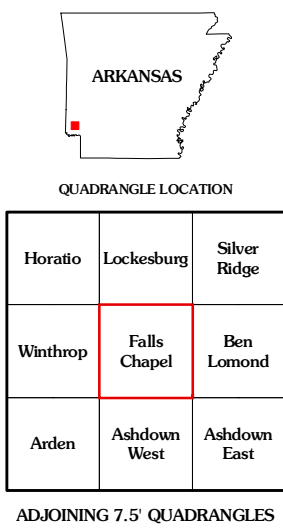 ARKANSAS
QUADRANGLE LOCATION
Horatio
Lockesburg
Silver
Ridge
Winthrop
Falls
Chapel
Ben
Lomond
Arden
Ashdown
West
Ashdown
East
ADJOINING 7.5' QUADRANGLES